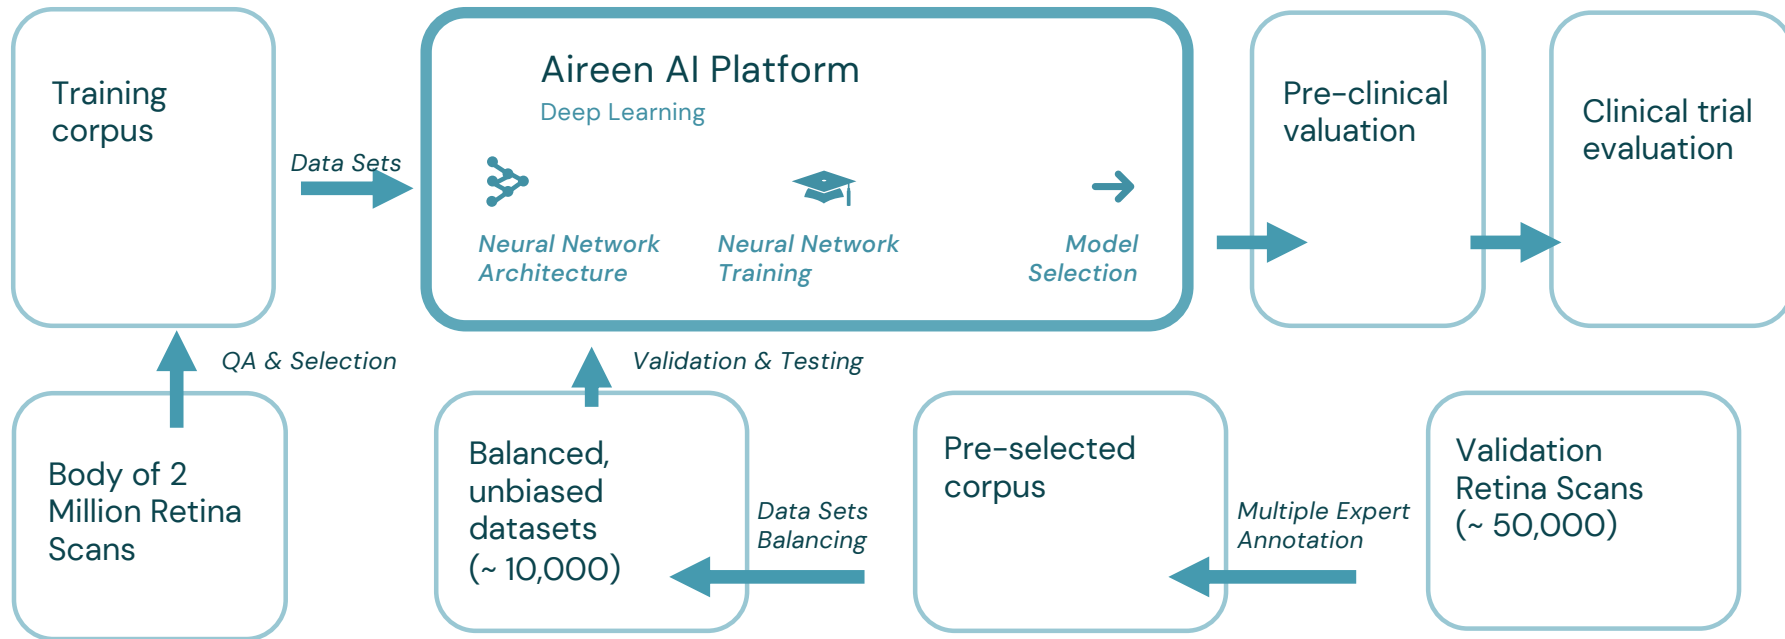 Training
corpus
Data Sets
Aireen AI Platform
Deep Learning
Neural Network
Architecture
Neural Network
Training
Model
Selection
Pre-clinical
valuation
Clinical trial
evaluation
QA & Selection
Validation & Testing
Body of 2
Million Retina
Scans
Balanced,
unbiased
datasets
(~ 10,000)
Data Sets
Balancing
Pre-selected
corpus
Multiple Expert
Annotation
Validation
Retina Scans
(~ 50,000)